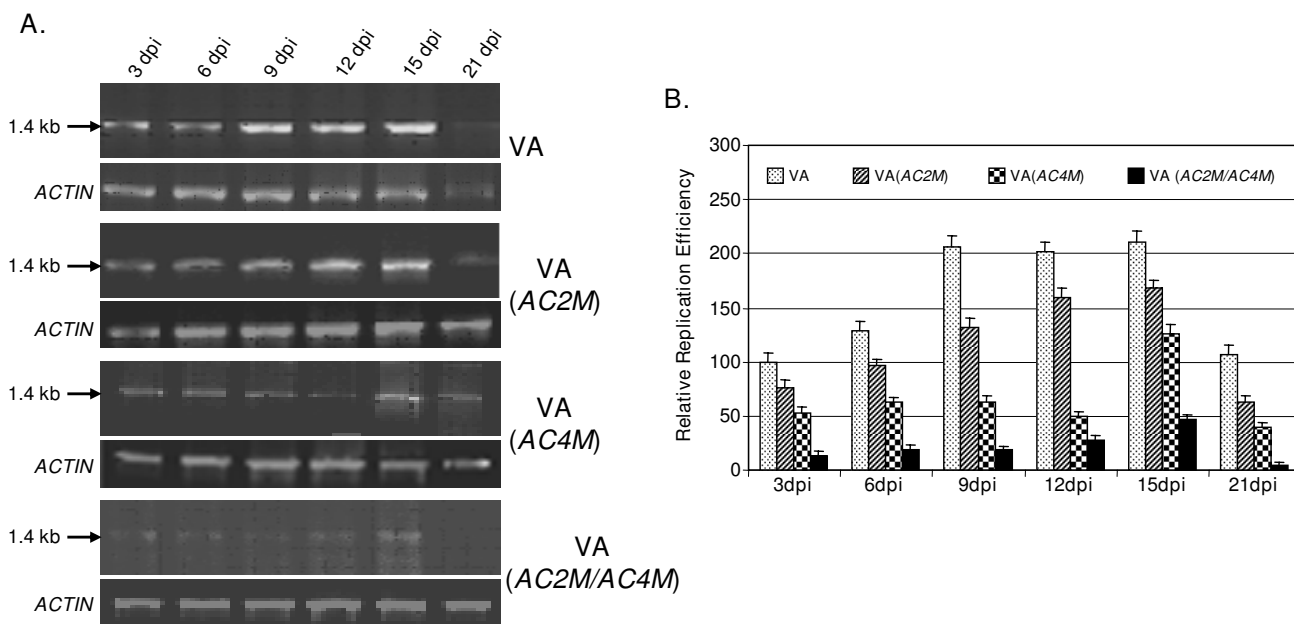 A.
3 dpi 6 dpi 9 dpi 12 dpi 15 dpi 21 dpi
1.4 kb
VA
ACTIN
1.4 kb
VA
(AC2M)
ACTIN
1.4 kb
VA
(AC4M)
ACTIN
1.4 kb
VA
(AC2M/AC4M)
ACTIN
B.
Relative Replication Efficiency
300
250
200
150
100
50
0
VA VA(AC2M) VA(AC4M) VA (AC2M/AC4M)
3dpi 6dpi 9dpi 12dpi 15dpi 21dpi